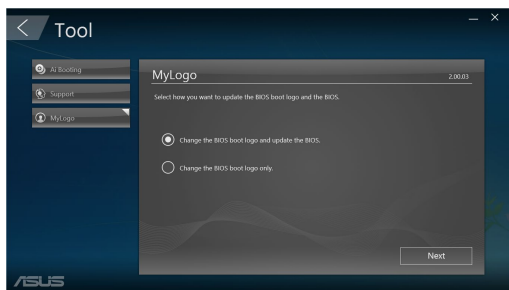 Tool
Ai Booting
Support
MyLogo
MyLogo
2.00.03
Select how you want to update the BIOS boot logo and the BIOS.
Change the BIOS boot logo and update the BIOS.
Change the BIOS boot logo only.
Next
ASUS